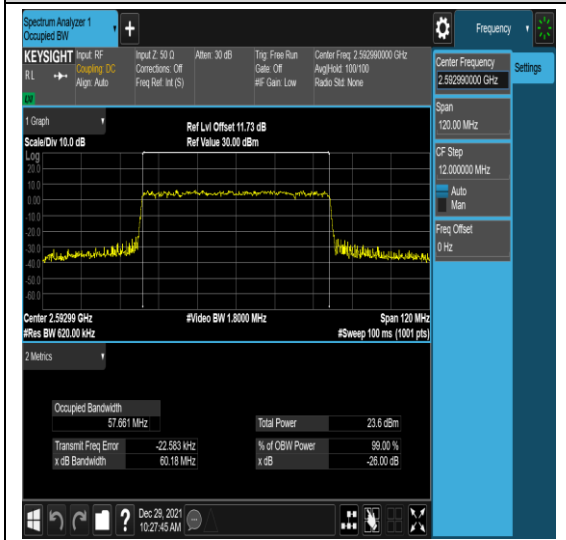 Spectrum Analyzer 1
Occupied BW
Frequency
KEYSIGHT
RL
Input: RF
Coupling: DC
Align: Auto
Input Z: 50 Ω
Corrections: Off
Freq Ref: Int (S)
Atten: 30 dB
Trig: Free Run
Gate: Off
#IF Gain: Low
Center Freq: 2.592990000 GHz
Avg|Hold: 100/100
Radio Std: None
Center Frequency
2.592990000 GHz
Settings
Span
120.00 MHz
CF Step
12.000000 MHz
Auto
Man
Freq Offset
0 Hz
1 Graph
Scale/Div 10.0 dB
Ref Lvl Offset 11.73 dB
Ref Value 30.00 dBm
Log
20.0
10.0
0.00
-10.0
-20.0
-30.0
-40.0
-50.0
-60.0
Center 2.59299 GHz
#Video BW 1.8000 MHz
Span 120 MHz
#Res BW 620.00 kHz
#Sweep 100 ms (1001 pts)
2 Metrics
Occupied Bandwidth
57.661 MHz
Total Power 23.6 dBm
Transmit Freq Error -22.583 kHz
% of OBW Power 99.00 %
x dB Bandwidth 60.18 MHz
x dB -26.00 dB
?
Dec 29, 2021
10:27:45 AM